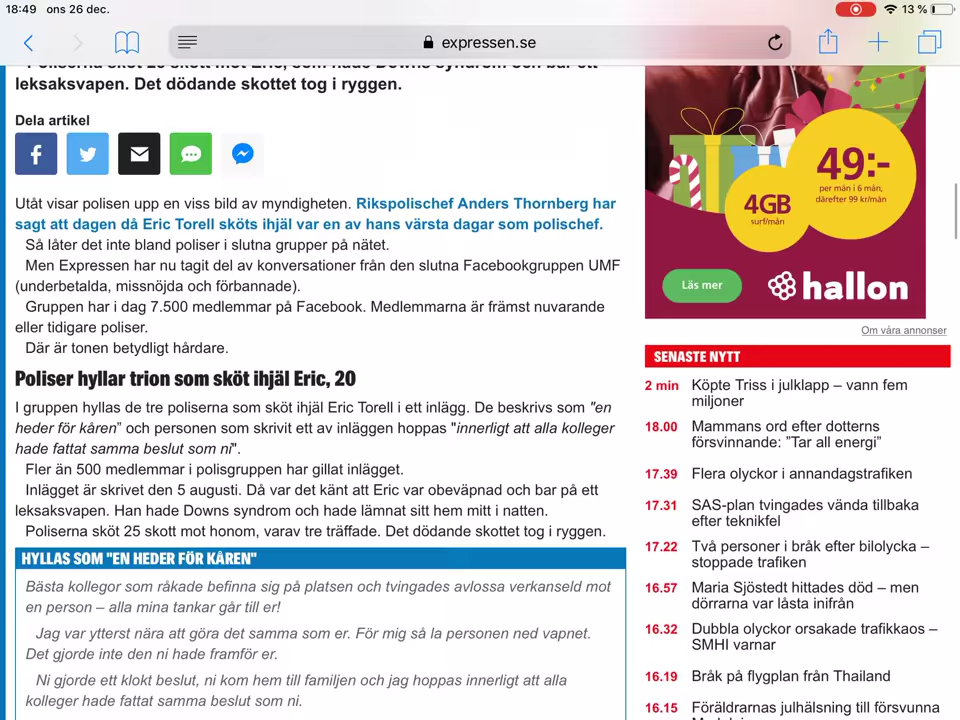 18:49 ons 26 dec.
13 %
expressen.se
leksaksvapen. Det dödande skottet tog i ryggen.
Dela artikel
Utåt visar polisen upp en viss bild av myndigheten. Rikspolischef Anders Thornberg har
sagt att dagen då Eric Torell sköts ihjäl var en av hans värsta dagar som polischef.
Så låter det inte bland poliser i slutna grupper på nätet.
Men Expressen har nu tagit del av konversationer från den slutna Facebookgruppen UMF
(underbetalda, missnöjda och förbannade).
Gruppen har i dag 7.500 medlemmar på Facebook. Medlemmarna är främst nuvarande
eller tidigare poliser.
Där är tonen betydligt hårdare.
Poliser hyllar trion som sköt ihjäl Eric, 20
I gruppen hyllas de tre poliserna som sköt ihjäl Eric Torell i ett inlägg. De beskrivs som "en
heder för kåren” och personen som skrivit ett av inläggen hoppas "innerligt att alla kolleger
hade fattat samma beslut som ni".
Fler än 500 medlemmar i polisgruppen har gillat inlägget.
Inlägget är skrivet den 5 augusti. Då var det känt att Eric var obeväpnad och bar på ett
leksaksvapen. Han hade Downs syndrom och hade lämnat sitt hem mitt i natten.
Poliserna sköt 25 skott mot honom, varav tre träffade. Det dödande skottet tog i ryggen.
HYLLAS SOM "EN HEDER FÖR KÅREN"
Bästa kollegor som råkade befinna sig på platsen och tvingades avlossa verkanseld mot
en person – alla mina tankar går till er!
Jag var ytterst nära att göra det samma som er. För mig så la personen ned vapnet.
Det gjorde inte den ni hade framför er.
Ni gjorde ett klokt beslut, ni kom hem till familjen och jag hoppas innerligt att alla
kolleger hade fattat samma beslut som ni.
49:-
per mån i 6 mån,
därefter 99 kr/mån
4GB
surf/mån
Läs mer
hallon
Om våra annonser
SENASTE NYTT
2 min Köpte Triss i julklapp – vann fem
miljoner
18.00 Mammans ord efter dotterns
försvinnande: ”Tar all energi”
17.39 Flera olyckor i annandagstrafiken
17.31 SAS-plan tvingades vända tillbaka
efter teknikfel
17.22 Två personer i bråk efter bilolycka –
stoppade trafiken
16.57 Maria Sjöstedt hittades död – men
dörrarna var låsta inifrån
16.32 Dubbla olyckor orsakade trafikkaos –
SMHI varnar
16.19 Bråk på flygplan från Thailand
16.15 Föräldrarnas julhälsning till försvunna